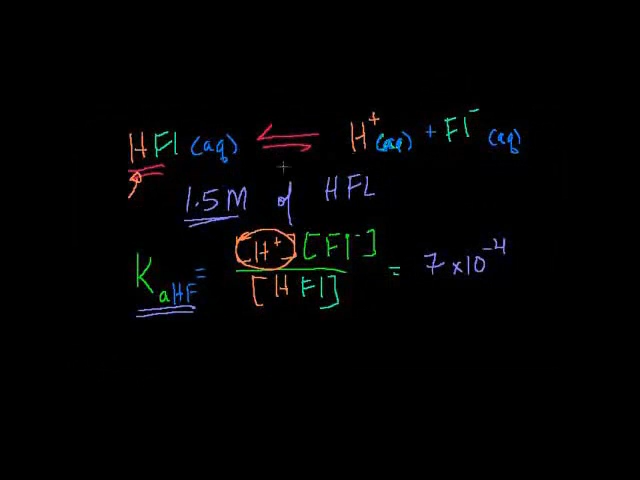 HFl (aq) ⇌ H⁺ (aq) + Fl⁻ (aq)
1.5M of HFL
KaHF = [H⁺] [Fl⁻] / [HFl] = 7 × 10⁻⁴